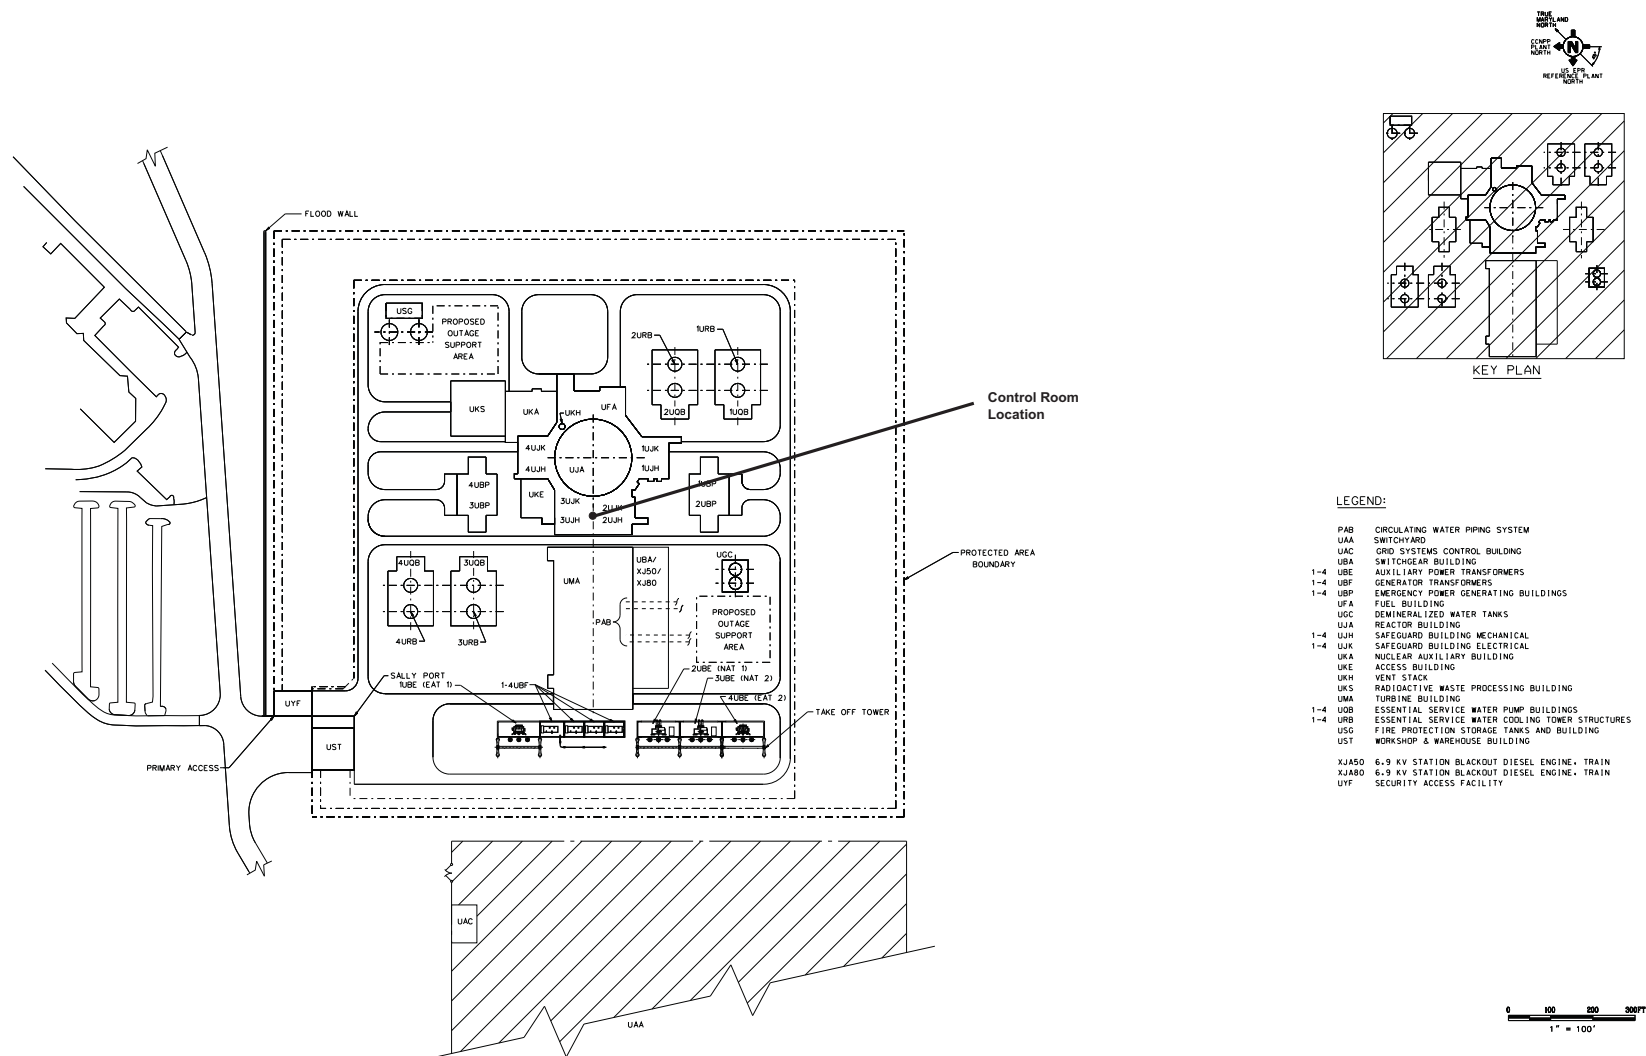 TRUE
MARYLAND
NORTH
CCNPP
PLANT
NORTH
N
US EPR
REFERENCE PLANT
NORTH
KEY PLAN
FLOOD WALL
USG
PROPOSED
OUTAGE
SUPPORT
AREA
2URB
1URB
2UQB
1UQB
UKS
UKA
UKH
UFA
Control Room
Location
4UJK
1UJK
4UJH
UJA
1UJH
4UBP
3UBP
UKE
3UJK
3UJH
2UJK
2UJH
1UBP
2UBP
PROTECTED AREA
BOUNDARY
4UQB
3UQB
4URB
3URB
UMA
UBA/
XJ50/
XJ80
UGC
PAB
PROPOSED
OUTAGE
SUPPORT
AREA
SALLY PORT
1UBE (EAT 1)
1-4UBF
2UBE (NAT 1)
3UBE (NAT 2)
4UBE (EAT 2)
TAKE OFF TOWER
UYF
UST
PRIMARY ACCESS
UAC
UAA
LEGEND:
PAB CIRCULATING WATER PIPING SYSTEM
UAA SWITCHYARD
UAC GRID SYSTEMS CONTROL BUILDING
UBA SWITCHGEAR BUILDING
1-4 UBE AUXILIARY POWER TRANSFORMERS
1-4 UBF GENERATOR TRANSFORMERS
1-4 UBP EMERGENCY POWER GENERATING BUILDINGS
UFA FUEL BUILDING
UGC DEMINERALIZED WATER TANKS
UJA REACTOR BUILDING
1-4 UJH SAFEGUARD BUILDING MECHANICAL
1-4 UJK SAFEGUARD BUILDING ELECTRICAL
UKA NUCLEAR AUXILIARY BUILDING
UKE ACCESS BUILDING
UKH VENT STACK
UKS RADIOACTIVE WASTE PROCESSING BUILDING
UMA TURBINE BUILDING
1-4 UQB ESSENTIAL SERVICE WATER PUMP BUILDINGS
1-4 URB ESSENTIAL SERVICE WATER COOLING TOWER STRUCTURES
USG FIRE PROTECTION STORAGE TANKS AND BUILDING
UST WORKSHOP & WAREHOUSE BUILDING
XJA50 6.9 KV STATION BLACKOUT DIESEL ENGINE. TRAIN
XJA80 6.9 KV STATION BLACKOUT DIESEL ENGINE. TRAIN
UYF SECURITY ACCESS FACILITY
0 100 200 300FT
1" = 100'